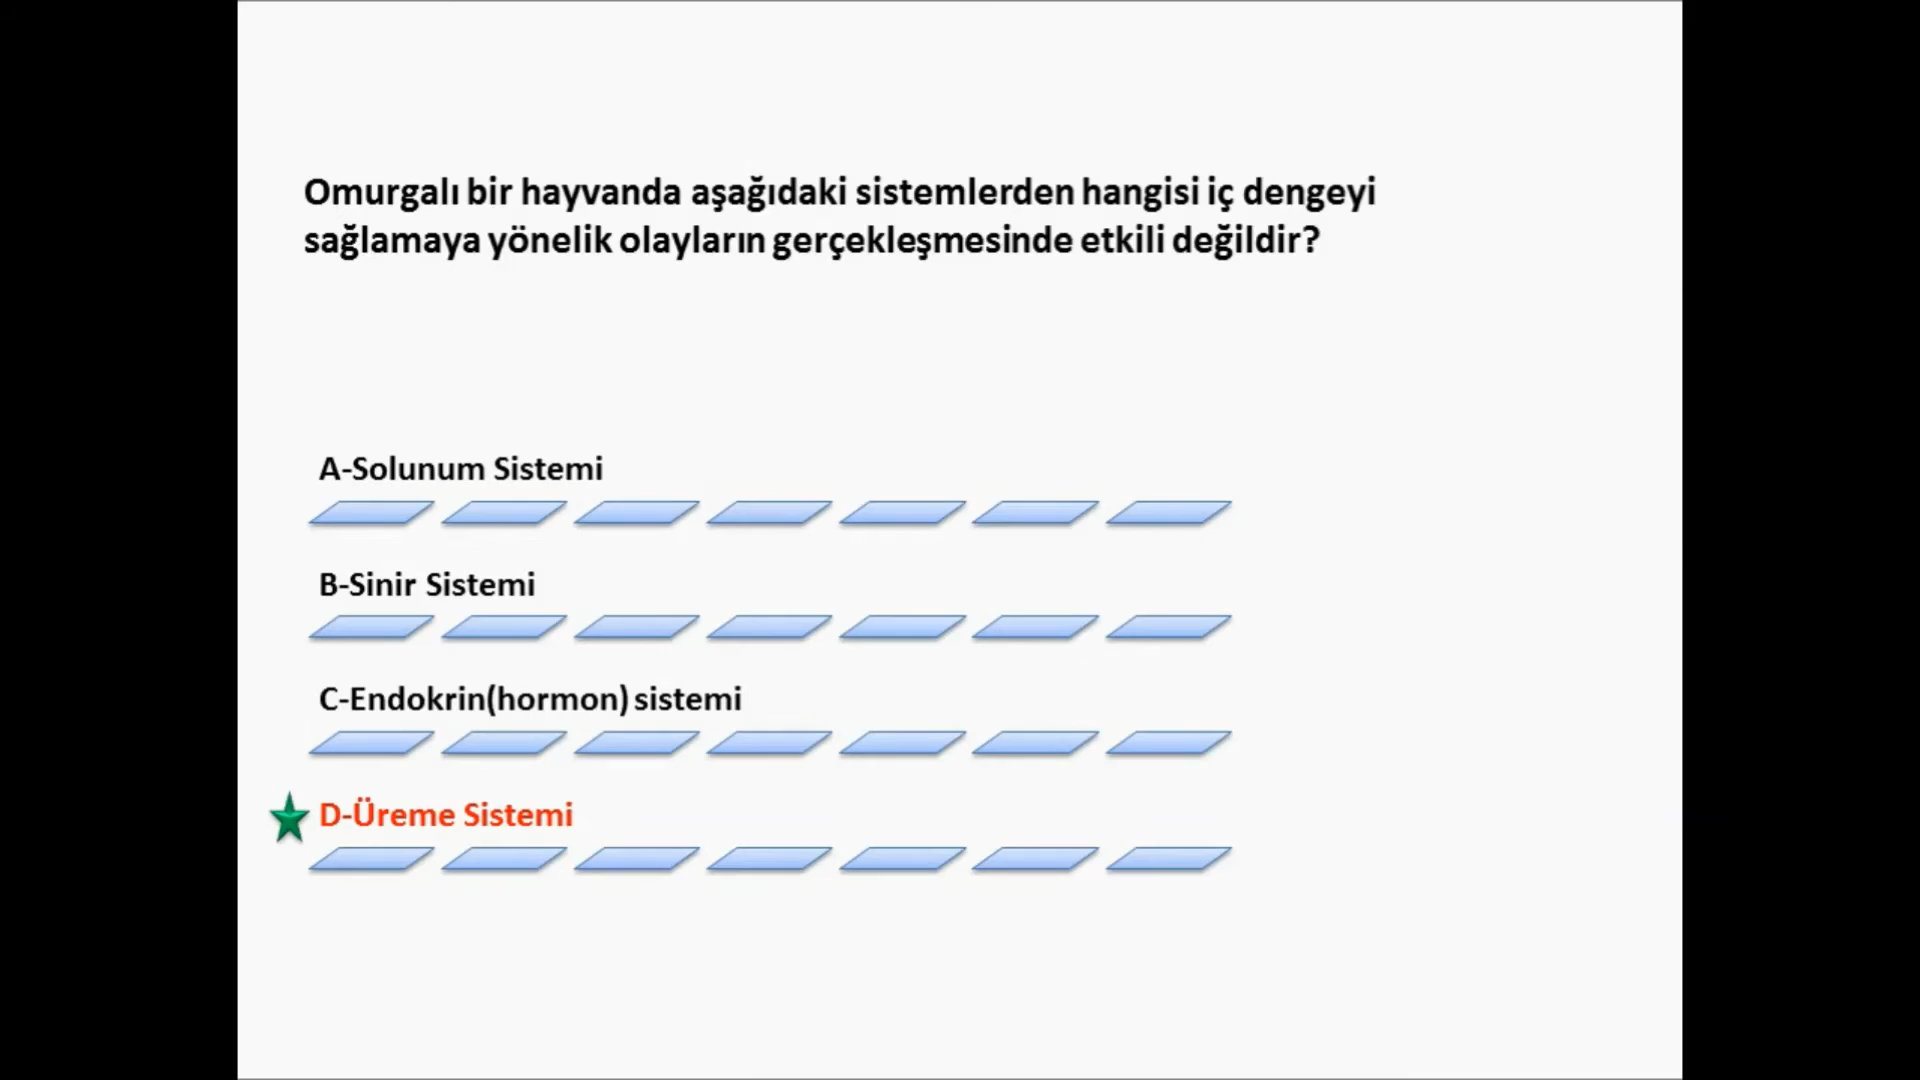 Omurgalı bir hayvanda aşağıdaki sistemlerden hangisi iç dengeyi
sağlamaya yönelik olayların gerçekleşmesinde etkili değildir?
A-Solunum Sistemi
B-Sinir Sistemi
C-Endokrin(hormon) sistemi
D-Üreme Sistemi